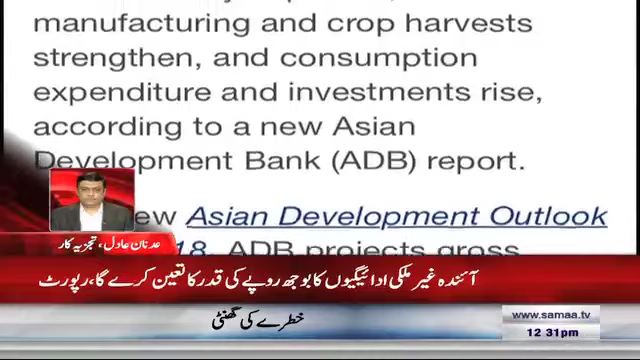 manufacturing and crop harvests
strengthen, and consumption
expenditure and investments rise,
according to a new Asian
Development Bank (ADB) report.
ew Asian Development Outlook
18, ADB projects gross
عدنان عادل، تجزیہ کار
آئندہ غیر ملکی ادائیگیوں کا بوجھ روپے کی قدر کا تعین کرے گا، رپورٹ
خطرے کی گھنٹی
www.samaa.tv
12:31pm